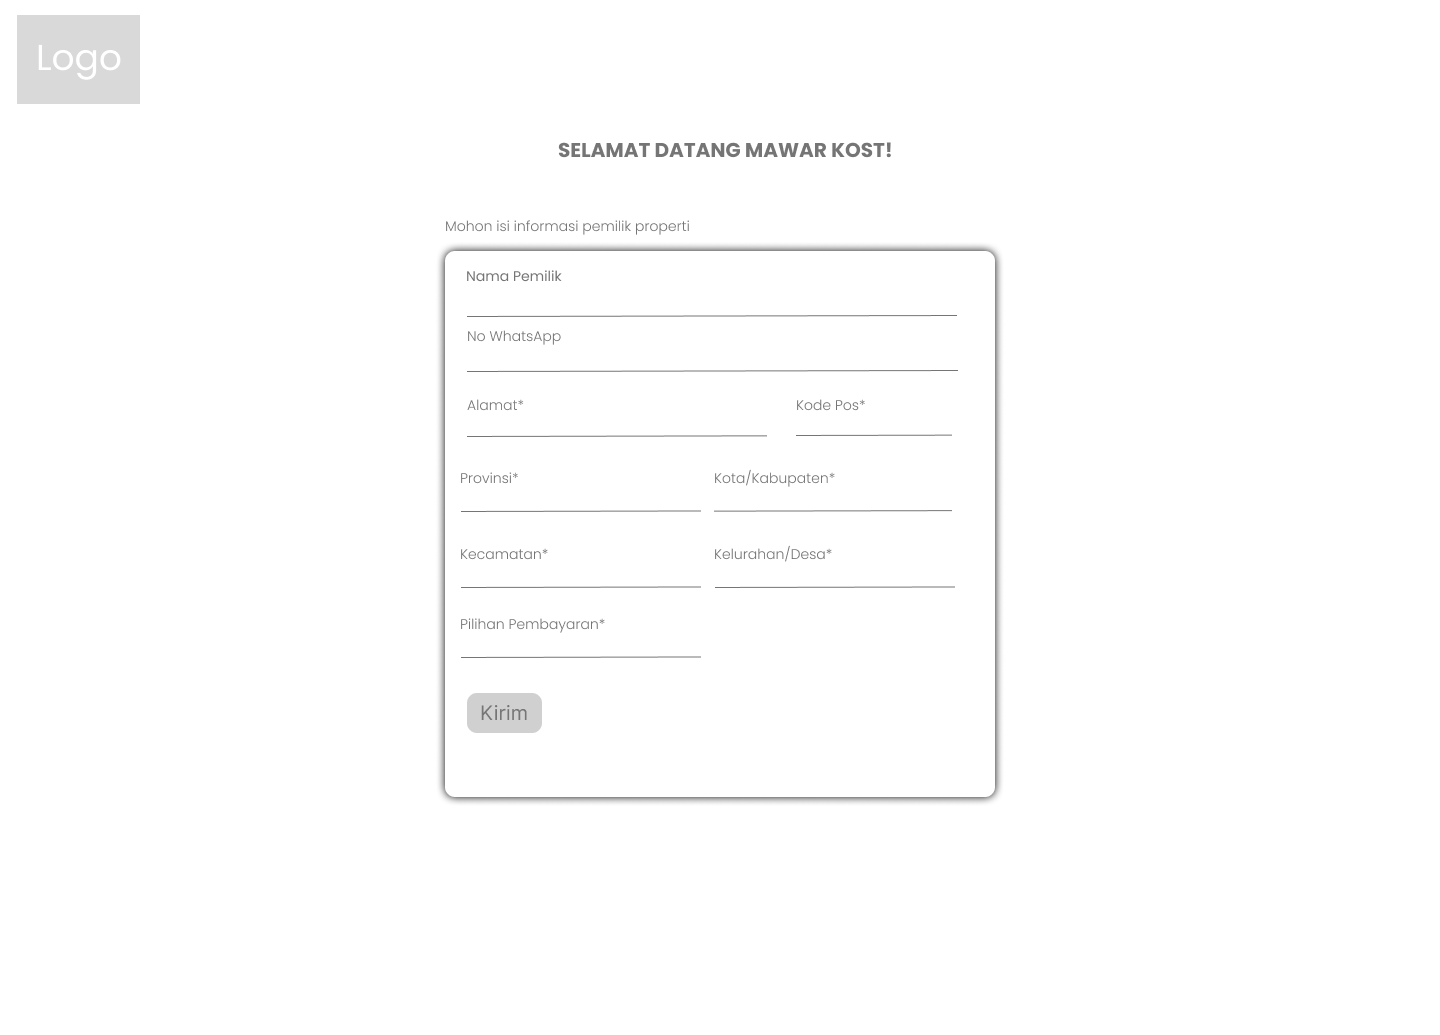 Logo
SELAMAT DATANG MAWAR KOST!
Mohon isi informasi pemilik properti
Nama Pemilik
No WhatsApp
Alamat* Kode Pos*
Provinsi* Kota/Kabupaten*
Kecamatan* Kelurahan/Desa*
Pilihan Pembayaran*
Kirim